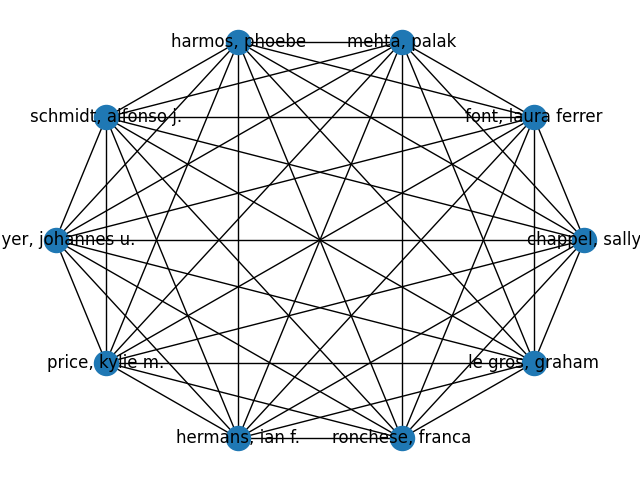 harmos, phoebe
mehta, palak
schmidt, alfonso j.
font, laura ferrer
yer, johannes u.
chappel, sally
price, kylie m.
le gros, graham
hermans, ian f.
ronchese, franca